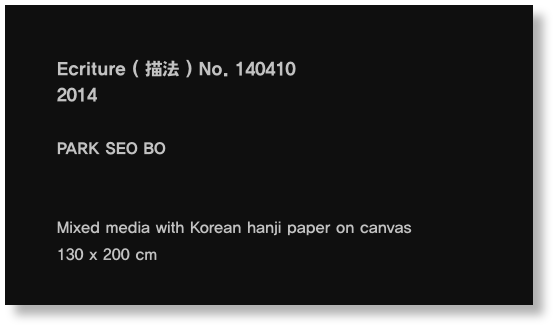 Ecriture ( 描法 ) No. 140410
2014
PARK SEO BO
Mixed media with Korean hanji paper on canvas
130 x 200 cm